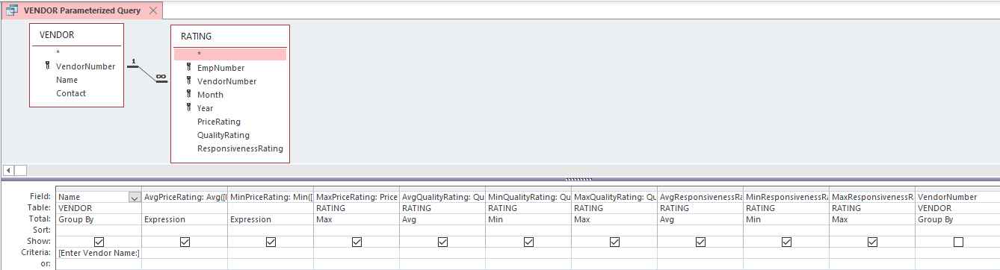 VENDOR Parameterized Query
VENDOR
*
VendorNumber
Name
Contact
1
∞
RATING
*
EmpNumber
VendorNumber
Month
Year
PriceRating
QualityRating
ResponsivenessRating
Field: Name AvgPriceRating: Avg([ MinPriceRating: Min([ MaxPriceRating: Price AvgQualityRating: Qu MinQualityRating: Qu MaxQualityRating: Qu AvgResponsivenessRa MinResponsivenessRa MaxResponsivenessR VendorNumber
Table: VENDOR RATING RATING RATING RATING RATING RATING RATING VENDOR
Total: Group By Expression Expression Max Avg Min Max Avg Min Max Group By
Sort:
Show:
Criteria: [Enter Vendor Name:]
or: